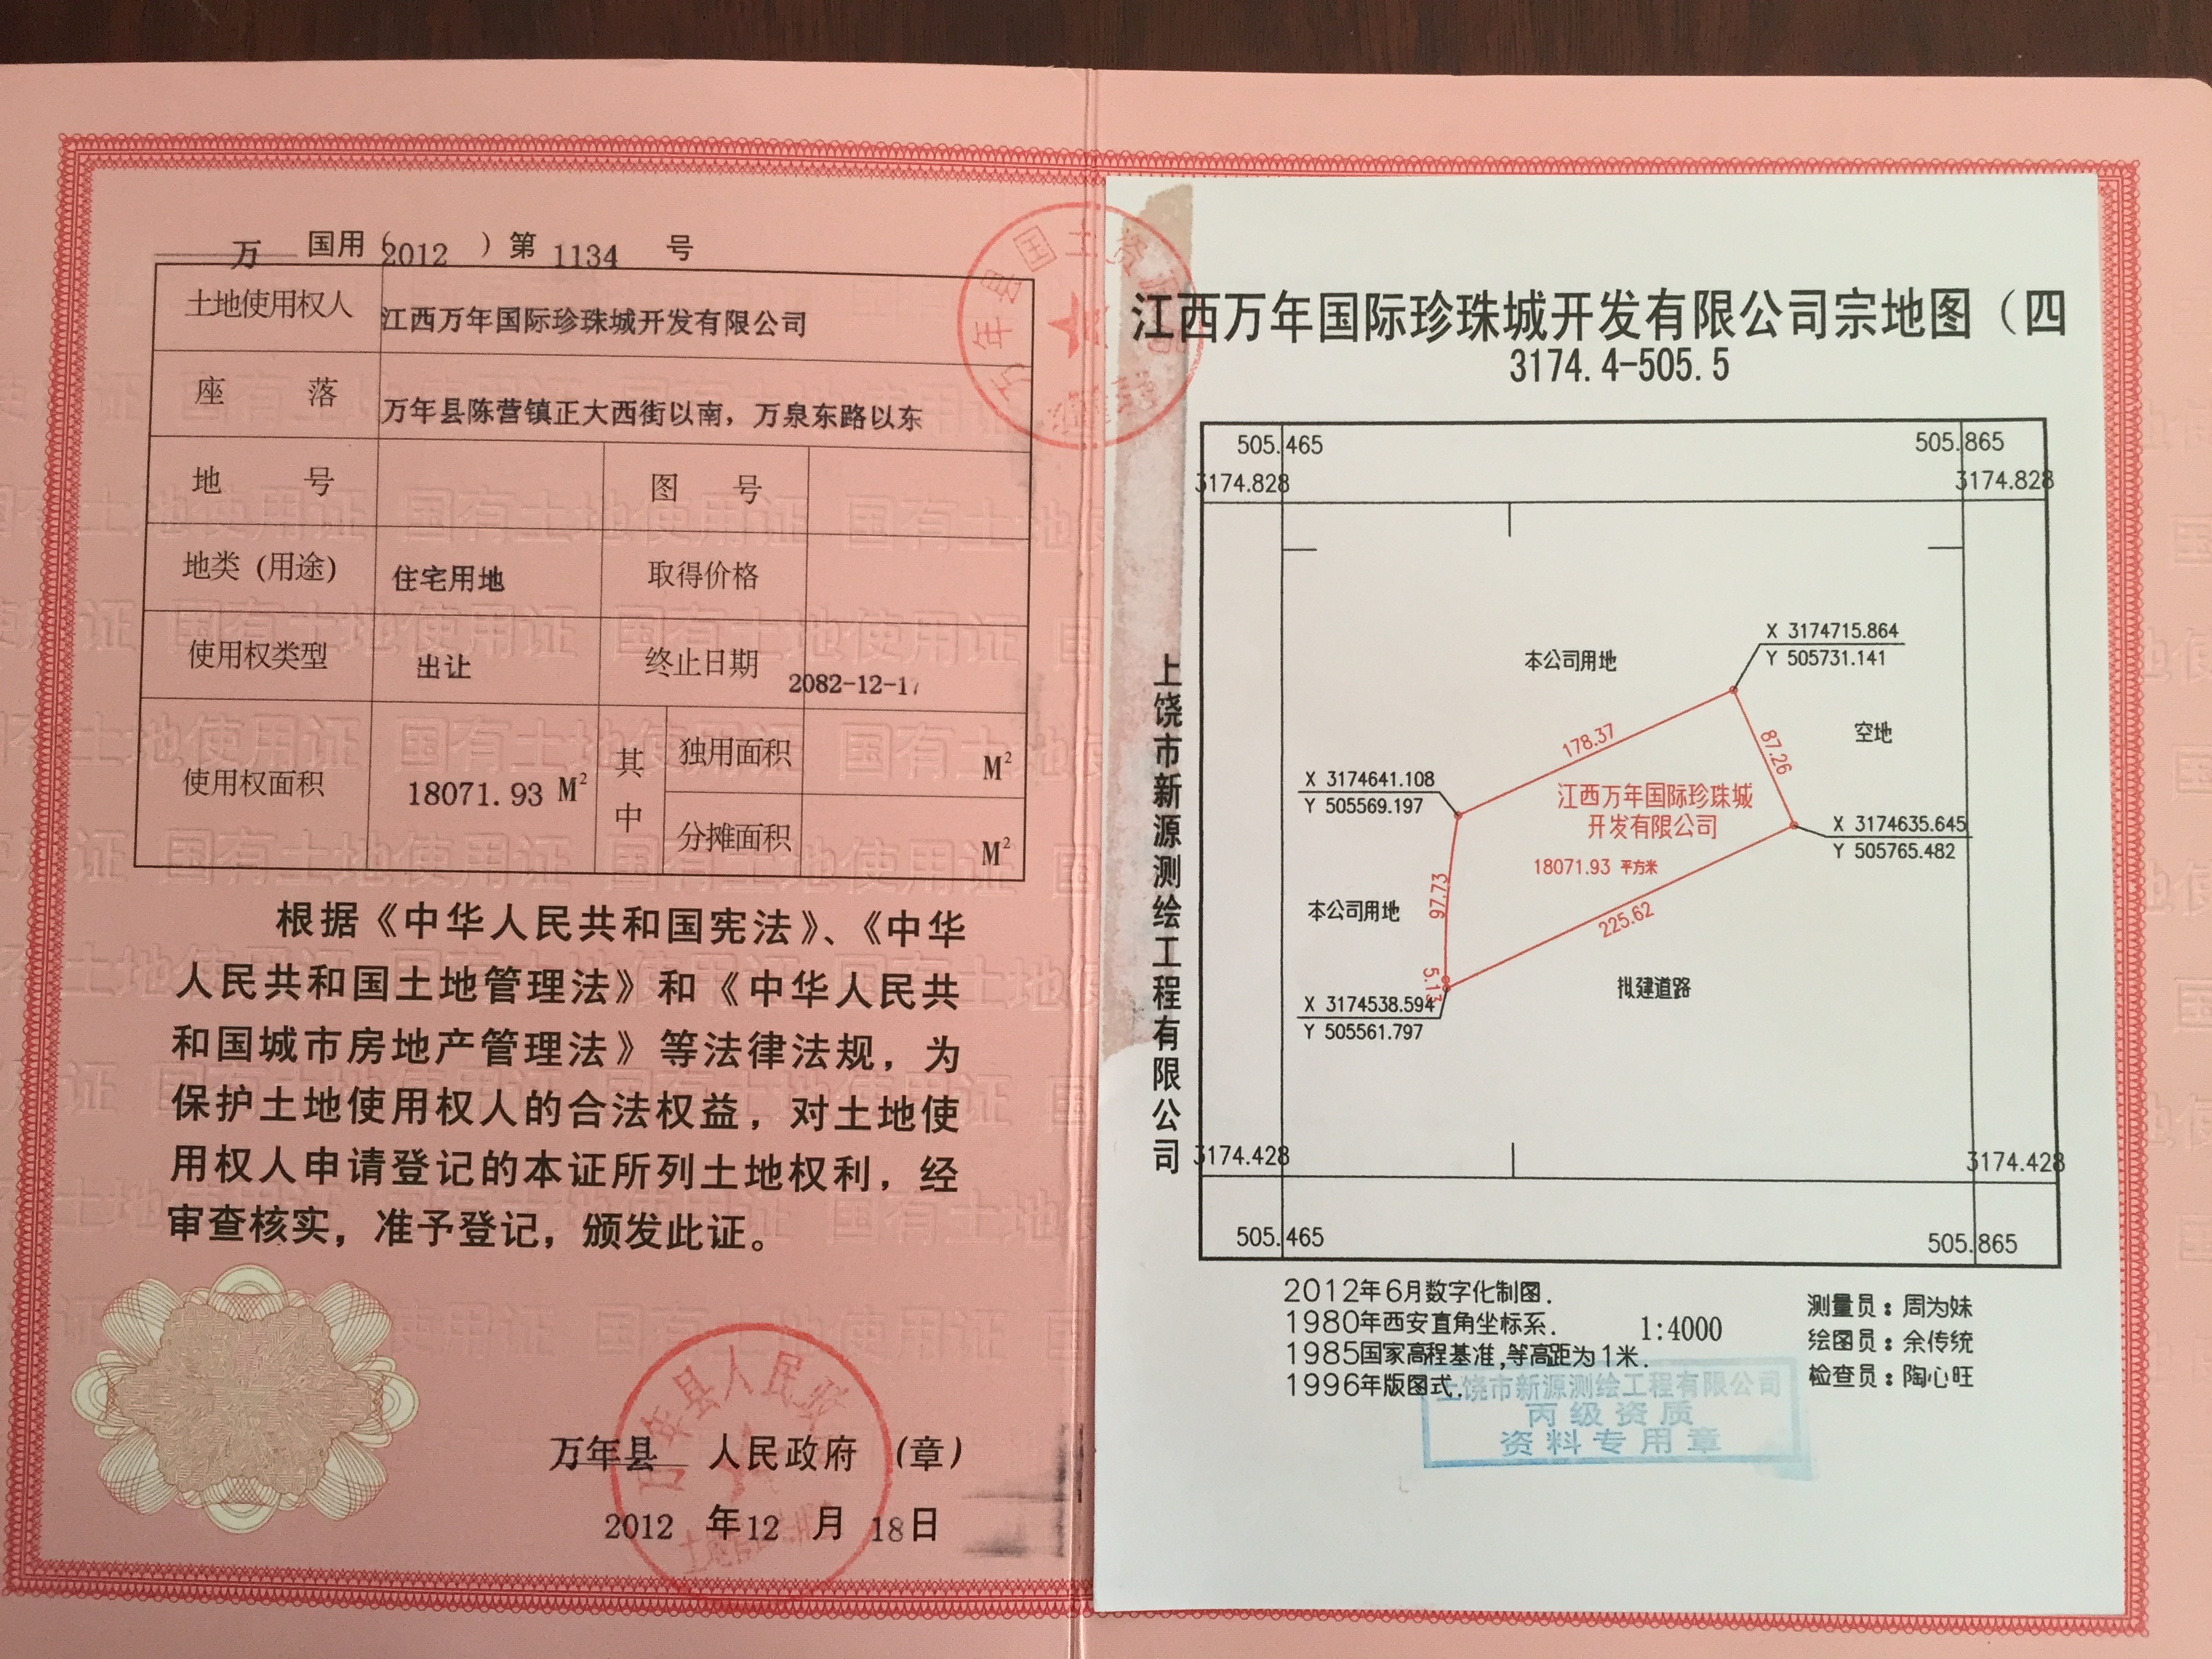 万 国用(2012)第 1134 号
土地使用权人 江西万年国际珍珠城开发有限公司
座 落 万年县陈营镇正大西街以南，万泉东路以东
地 号 图 号
地类（用途） 住宅用地 取得价格
使用权类型 出让 终止日期 2082-12-17
使用权面积 18071.93 M² 其中 独用面积 M²
分摊面积 M²
根据《中华人民共和国宪法》、《中华
人民共和国土地管理法》和《中华人民共
和国城市房地产管理法》等法律法规，为
保护土地使用权人的合法权益，对土地使
用权人申请登记的本证所列土地权利，经
审查核实，准予登记，颁发此证。
万年县 人民政府 （章）
2012 年 12 月 18 日
万年县国土资源
万年县人民政
江西万年国际珍珠城开发有限公司宗地图（四
3174.4-505.5
上饶市新源测绘工程有限公司
505.465 505.865
3174.828 3174.828
X 3174715.864
Y 505731.141
本公司用地
空地
178.37
87.26
X 3174641.108
Y 505569.197
江西万年国际珍珠城
开发有限公司
X 3174635.645
Y 505765.482
18071.93 平方米
97.73
本公司用地
225.62
5.13
拟建道路
X 3174538.594
Y 505561.797
3174.428 3174.428
505.465 505.865
2012年6月数字化制图.
1980年西安直角坐标系.
1985国家高程基准,等高距为1米.
1996年版图式.
1:4000
测量员：周为妹
绘图员：余传统
检查员：陶心旺
上饶市新源测绘工程有限公司
丙级资质
资料专用章